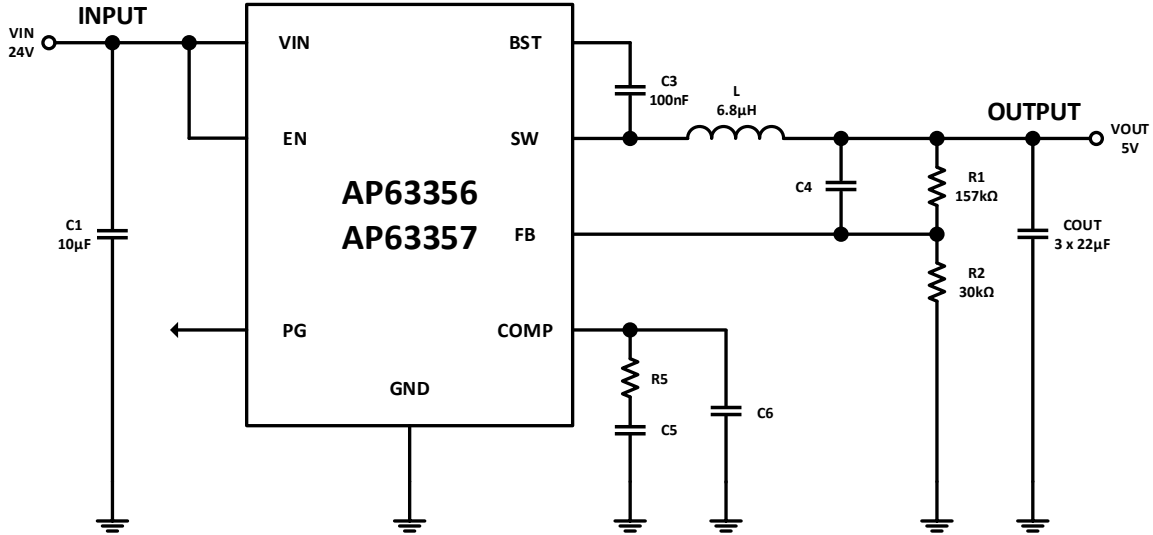 INPUT
VIN
24V
VIN
BST
C3
100nF
L
6.8µH
OUTPUT
VOUT
5V
EN
SW
AP63356
AP63357
C4
R1
157kΩ
C1
10µF
FB
COUT
3 x 22µF
R2
30kΩ
PG
COMP
GND
R5
C5
C6